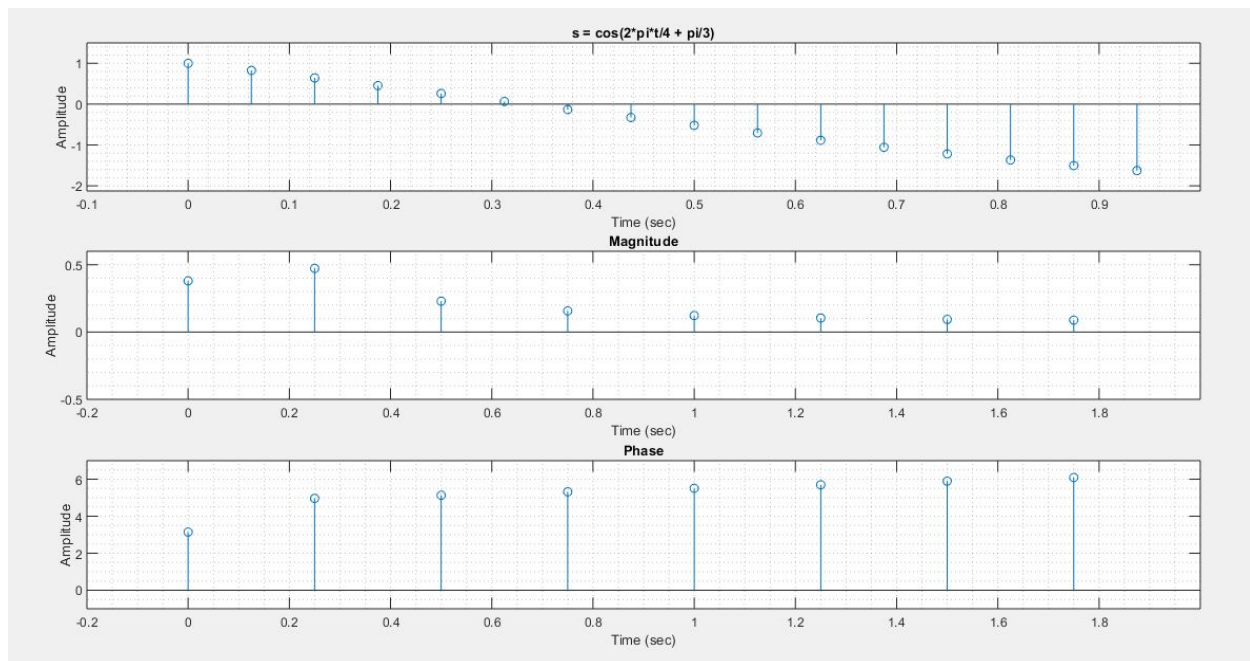 s = cos(2*pi*t/4 + pi/3)
1
0
-1
-2
Amplitude
-0.1 0 0.1 0.2 0.3 0.4 0.5 0.6 0.7 0.8 0.9
Time (sec)
Magnitude
0.5
0
-0.5
Amplitude
-0.2 0 0.2 0.4 0.6 0.8 1 1.2 1.4 1.6 1.8
Time (sec)
Phase
6
4
2
0
Amplitude
-0.2 0 0.2 0.4 0.6 0.8 1 1.2 1.4 1.6 1.8
Time (sec)